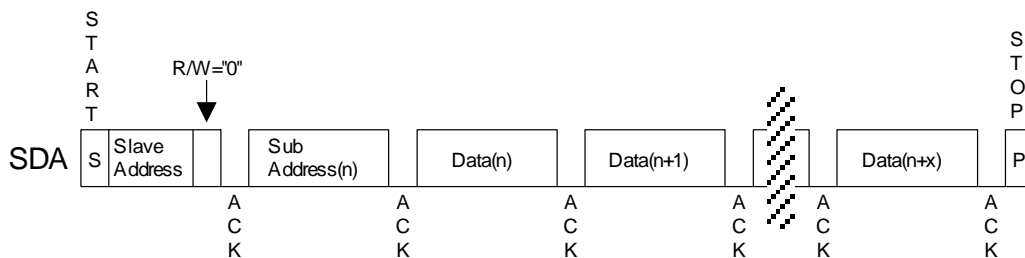 START
STOP
R/W="0"
SDA
S
Slave
Address
Sub
Address(n)
Data(n)
Data(n+1)
Data(n+x)
P
ACK
ACK
ACK
ACK
ACK
ACK